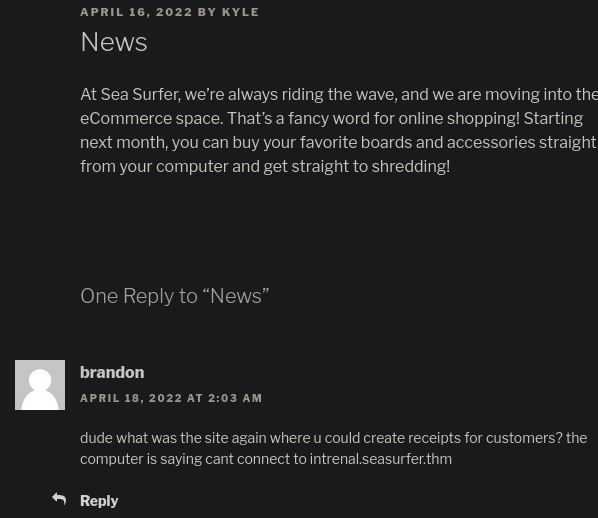 APRIL 16, 2022 BY KYLE
News
At Sea Surfer, we're always riding the wave, and we are moving into the
eCommerce space. That's a fancy word for online shopping! Starting
next month, you can buy your favorite boards and accessories straight
from your computer and get straight to shredding!
One Reply to “News”
brandon
APRIL 18, 2022 AT 2:03 AM
dude what was the site again where u could create receipts for customers? the
computer is saying cant connect to intrenal.seasurfer.thm
Reply